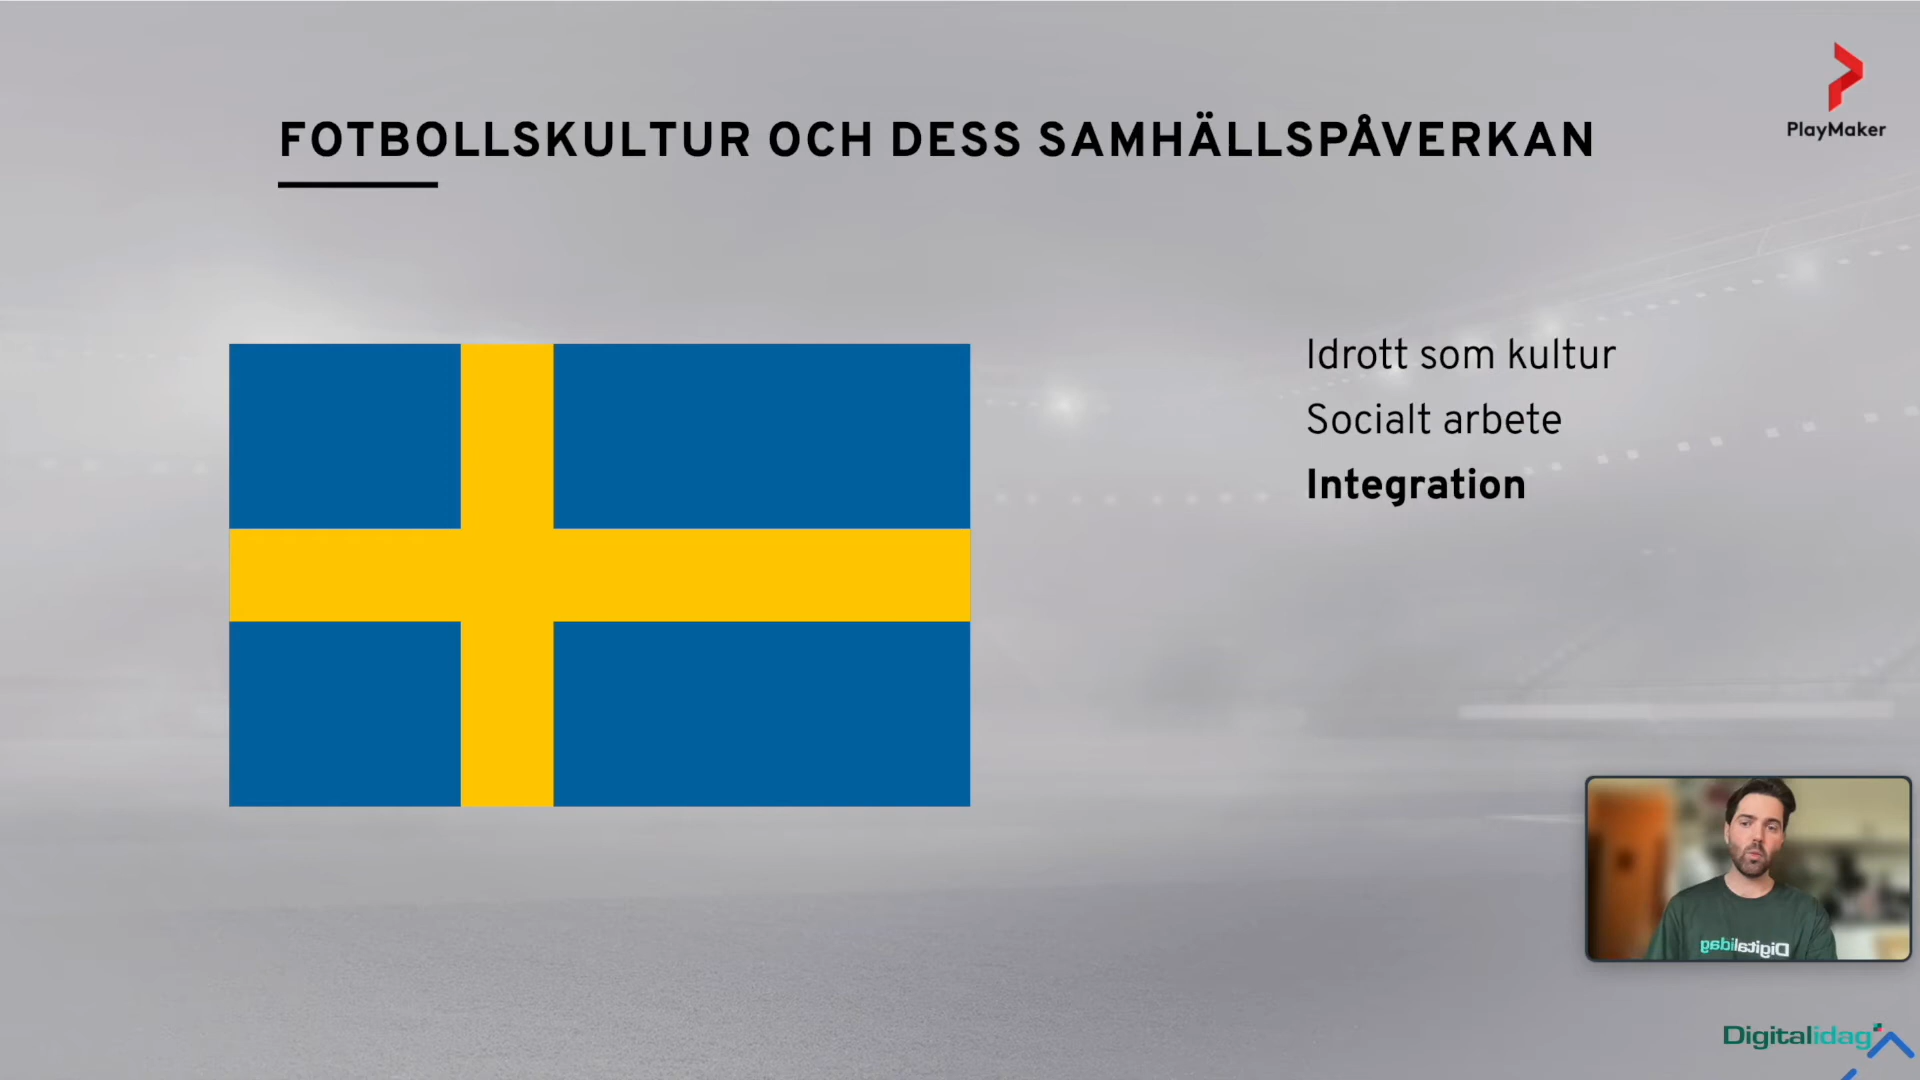 FOTBOLLSKULTUR OCH DESS SAMHÄLLSPÅVERKAN
PlayMaker
Idrott som kultur
Socialt arbete
Integration
Digitalidag
Digitalidag